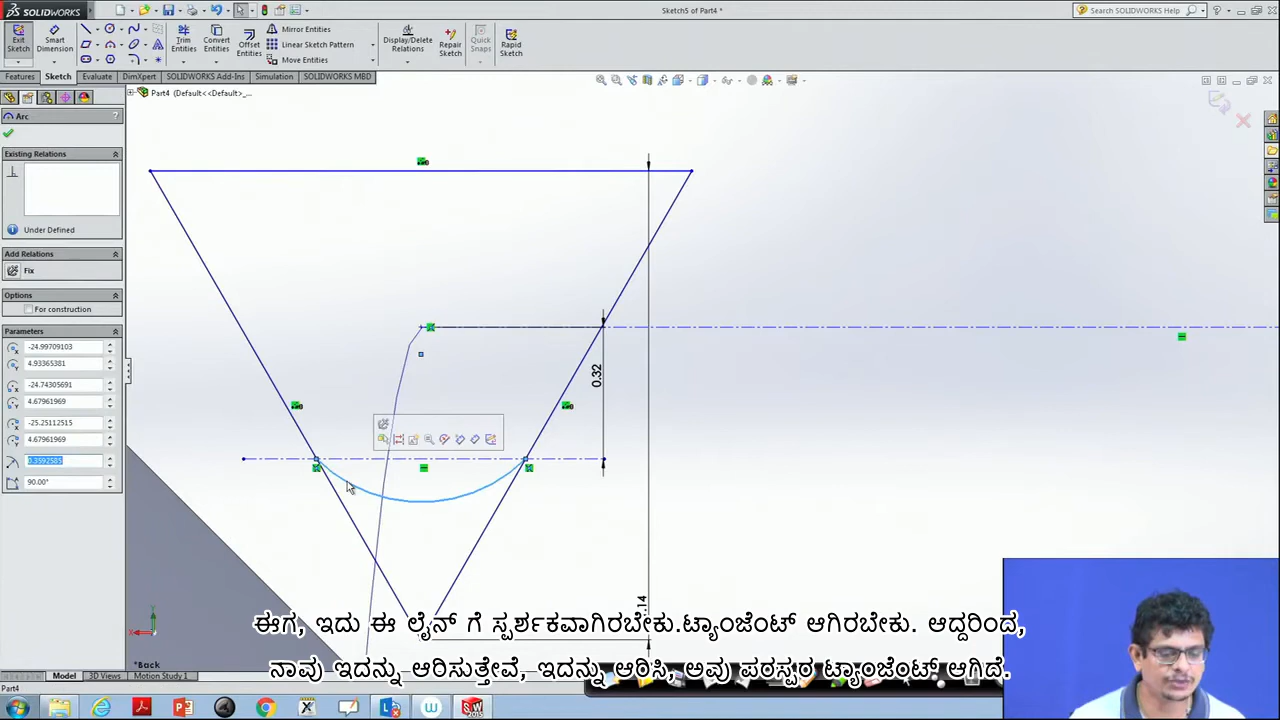 SOLIDWORKS
Sketch5 of Part4 *
Search SOLIDWORKS Help
Exit Sketch
Smart Dimension
Trim Entities
Convert Entities
Offset Entities
Mirror Entities
Linear Sketch Pattern
Move Entities
Display/Delete Relations
Repair Sketch
Quick Snaps
Rapid Sketch
Features Sketch Evaluate DimXpert SOLIDWORKS Add-Ins Simulation SOLIDWORKS MBD
Part4 (Default<<Default>_...
Arc
Existing Relations
Under Defined
Add Relations
Fix
Options
For construction
Parameters
-24.99709103
4.93365381
-24.74305691
4.67961969
-25.25112515
4.67961969
0.3592585
90.00°
0.32
.14
*Back
Model 3D Views Motion Study 1
Part4
ಈಗ, ಇದು ಈ ಲೈನ್ ಗೆ ಸ್ಪರ್ಶಕವಾಗಿರಬೇಕು.ಟ್ಯಾಂಜೆಂಟ್ ಆಗಿರಬೇಕು. ಆದ್ದರಿಂದ,
ನಾವು ಇದನ್ನು ಆರಿಸುತ್ತೇವೆ, ಇದನ್ನು ಆರಿಸಿ, ಅವು ಪರಸ್ಪರ ಟ್ಯಾಂಜೆಂಟ್ ಆಗಿದೆ.